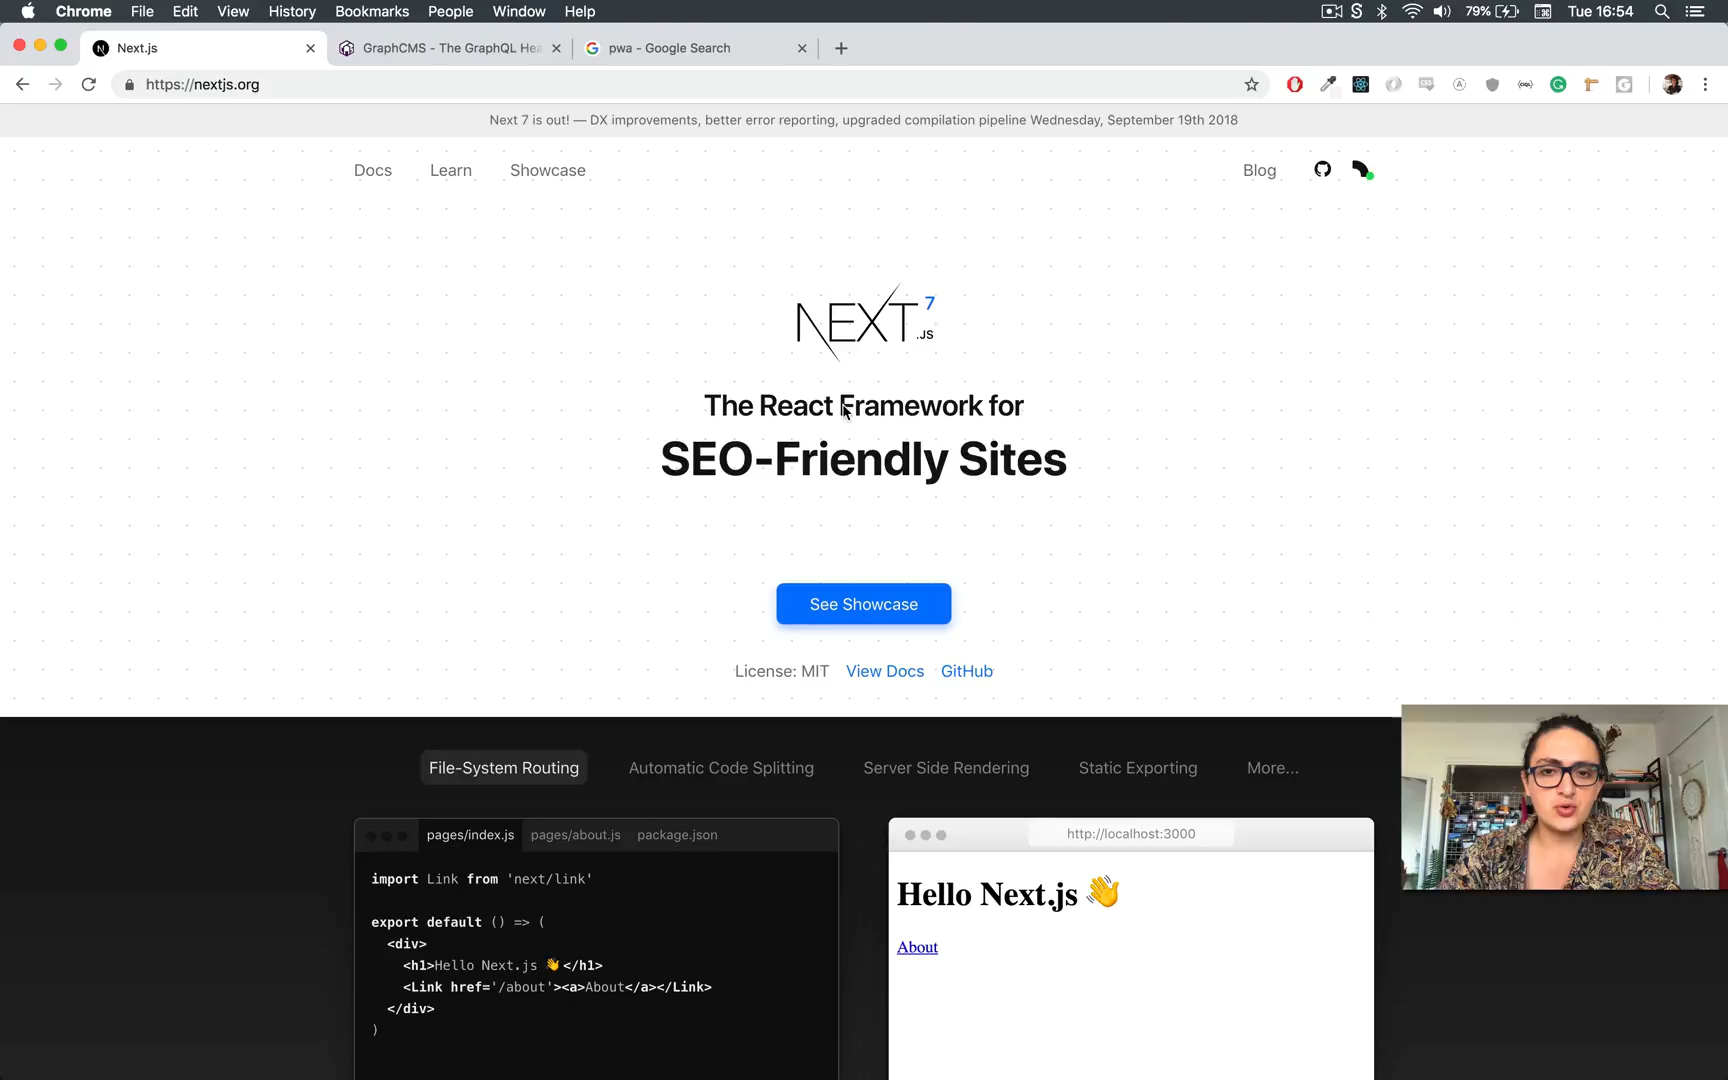 Chrome File Edit View History Bookmarks People Window Help 79% Tue 16:54
Next.js GraphCMS - The GraphQL Hea pwa - Google Search
https://nextjs.org
Next 7 is out! — DX improvements, better error reporting, upgraded compilation pipeline Wednesday, September 19th 2018
Docs Learn Showcase Blog
NEXT 7
.JS
The React Framework for
SEO-Friendly Sites
See Showcase
License: MIT View Docs GitHub
File-System Routing Automatic Code Splitting Server Side Rendering Static Exporting More...
pages/index.js pages/about.js package.json
import Link from 'next/link'
export default () => (
<div>
<h1>Hello Next.js 👋</h1>
<Link href='/about'><a>About</a></Link>
</div>
)
http://localhost:3000
Hello Next.js 👋
About